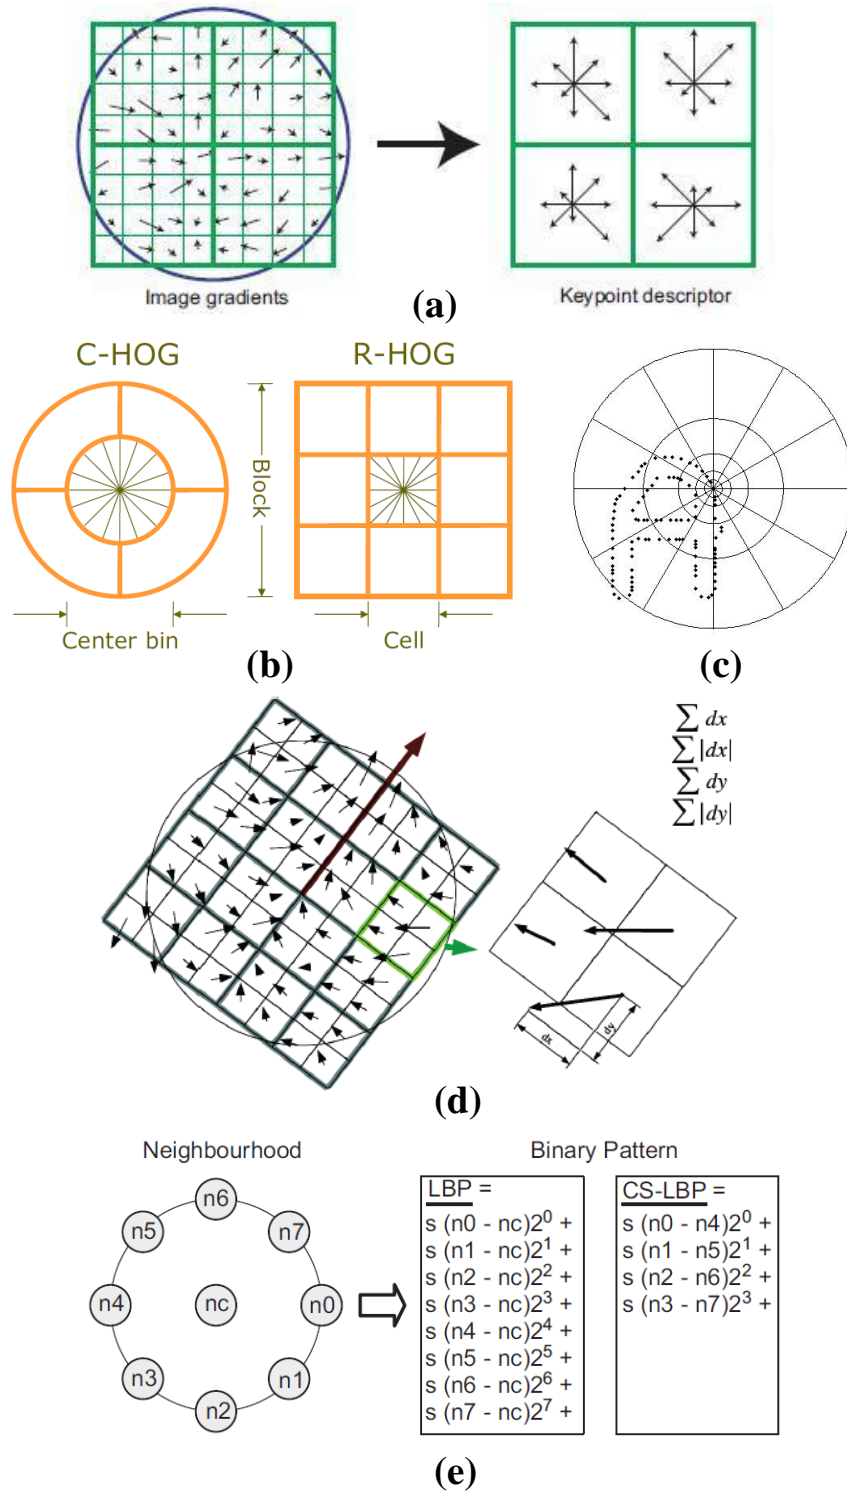 Image gradients
Keypoint descriptor
(a)
C-HOG
R-HOG
Block
Center bin
Cell
(b)
(c)
∑ dx
∑ |dx|
∑ dy
∑ |dy|
dx
dy
(d)
Neighbourhood
Binary Pattern
n6
n5
n7
n4
nc
n0
n3
n1
n2
LBP =
s (n0 - nc)2⁰ +
s (n1 - nc)2¹ +
s (n2 - nc)2² +
s (n3 - nc)2³ +
s (n4 - nc)2⁴ +
s (n5 - nc)2⁵ +
s (n6 - nc)2⁶ +
s (n7 - nc)2⁷ +
CS-LBP =
s (n0 - n4)2⁰ +
s (n1 - n5)2¹ +
s (n2 - n6)2² +
s (n3 - n7)2³ +
(e)